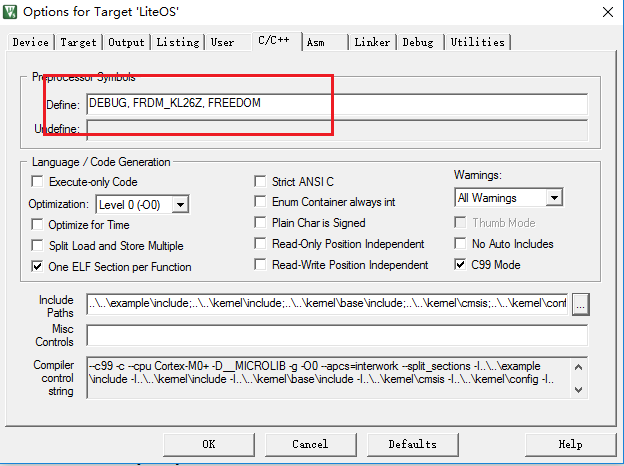 Options for Target 'LiteOS'
Device Target Output Listing User C/C++ Asm Linker Debug Utilities
Preprocessor Symbols
Define: DEBUG, FRDM_KL26Z, FREEDOM
Undefine:
Language / Code Generation
Execute-only Code
Strict ANSI C
Warnings:
Optimization: Level 0 (-O0)
Enum Container always int
All Warnings
Optimize for Time
Plain Char is Signed
Thumb Mode
Split Load and Store Multiple
Read-Only Position Independent
No Auto Includes
One ELF Section per Function
Read-Write Position Independent
C99 Mode
Include Paths
..\..\example\include;..\..\kernel\include;..\..\kernel\base\include;..\..\kernel\cmsis;..\..\kernel\conf
...
Misc Controls
Compiler control string
--c99 -c --cpu Cortex-M0+ -D__MICROLIB -g -O0 --apcs=interwork --split_sections -I..\..\example
\include -I..\..\kernel\include -I..\..\kernel\base\include -I..\..\kernel\cmsis -I..\..\kernel\config -I..
OK Cancel Defaults Help